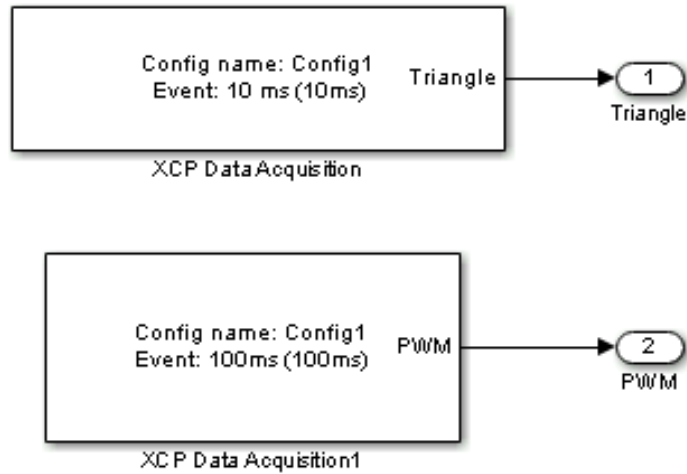 Config name: Config1
Event: 10 ms (10ms)
Triangle
1
Triangle
XCP Data Acquisition
Config name: Config1
Event: 100ms (100ms)
PWM
2
PWM
XCP Data Acquisition1